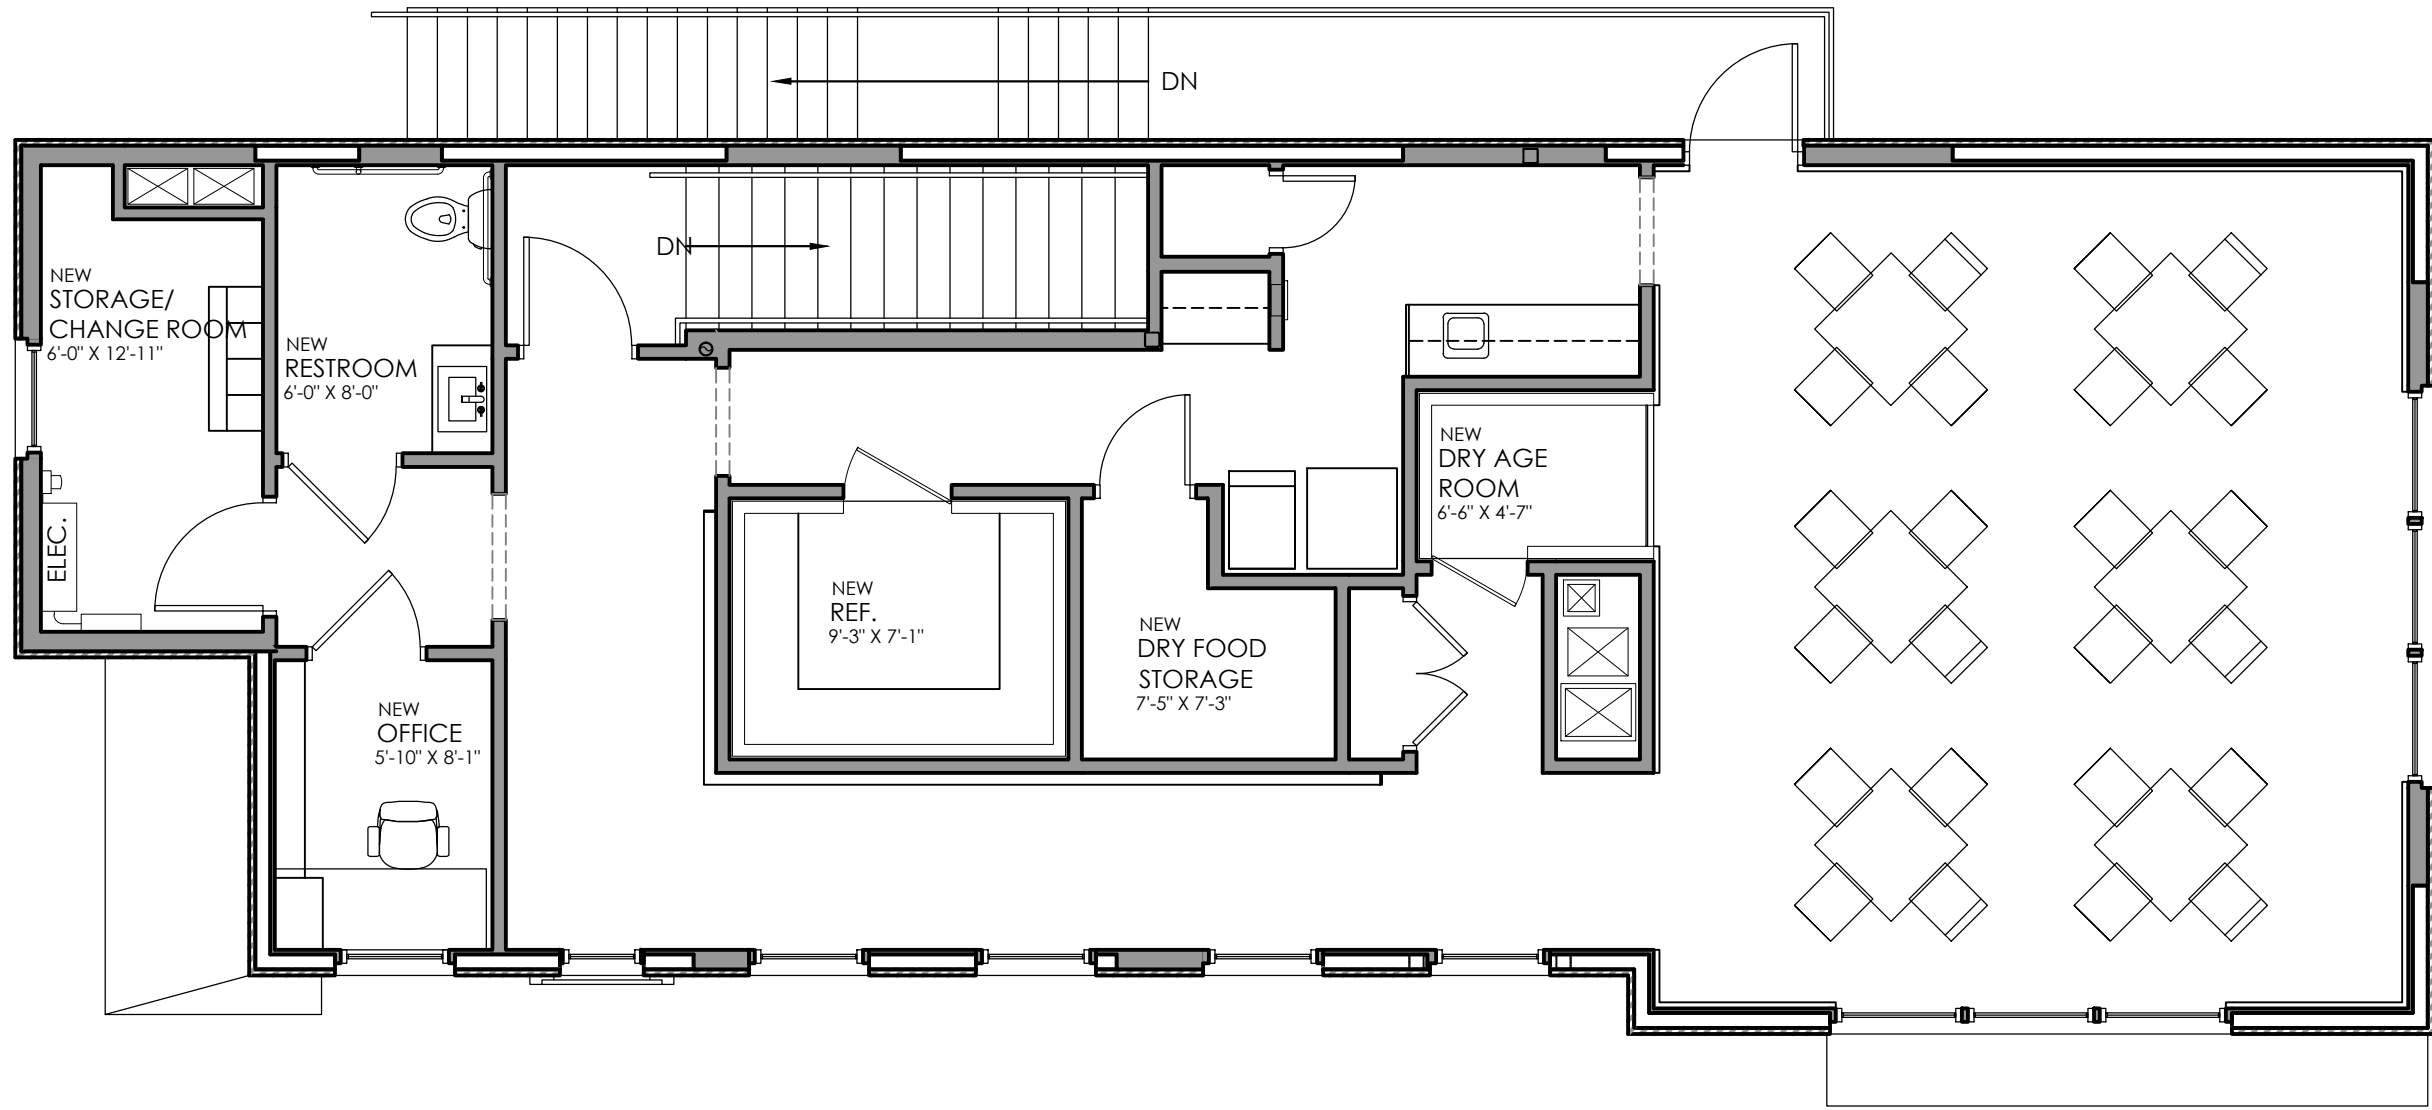 DN
DN
NEW
STORAGE/
CHANGE ROOM
6'-0" X 12'-11"
NEW
RESTROOM
6'-0" X 8'-0"
NEW
DRY AGE
ROOM
6'-6" X 4'-7"
ELEC.
NEW
REF.
9'-3" X 7'-1"
NEW
DRY FOOD
STORAGE
7'-5" X 7'-3"
NEW
OFFICE
5'-10" X 8'-1"